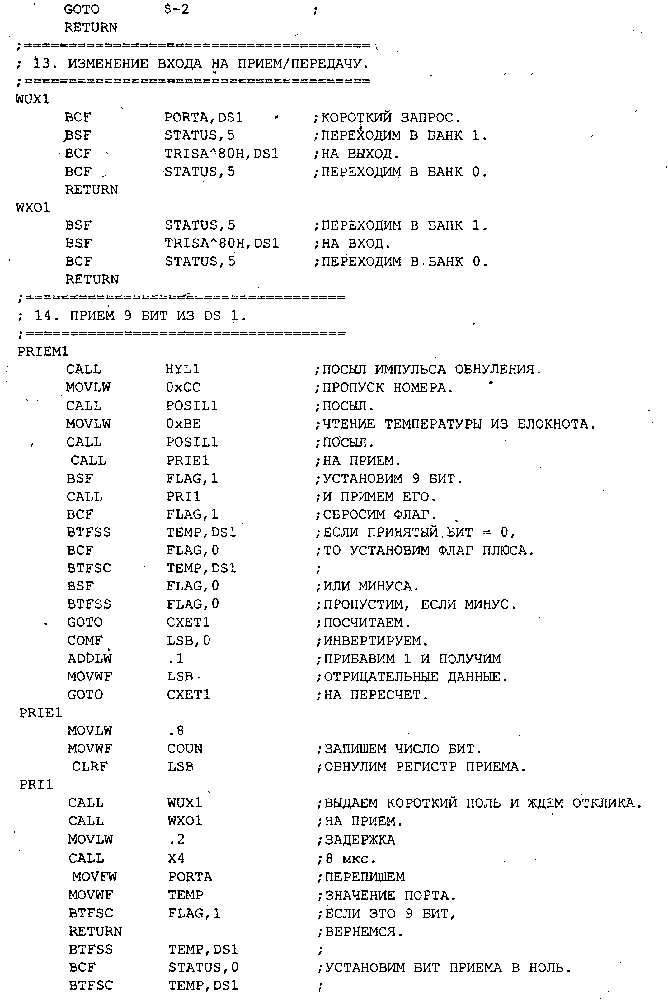 GOTO $-2 ;
RETURN
;=======================================
; 13. ИЗМЕНЕНИЕ ВХОДА НА ПРИЕМ/ПЕРЕДАЧУ.
;=======================================
WUX1
BCF PORTA,DS1 ;КОРОТКИЙ ЗАПРОС.
BSF STATUS,5 ;ПЕРЕХОДИМ В БАНК 1.
BCF TRISA^80H,DS1 ;НА ВЫХОД.
BCF STATUS,5 ;ПЕРЕХОДИМ В БАНК 0.
RETURN
WXO1
BSF STATUS,5 ;ПЕРЕХОДИМ В БАНК 1.
BSF TRISA^80H,DS1 ;НА ВХОД.
BCF STATUS,5 ;ПЕРЕХОДИМ В БАНК 0.
RETURN
;====================================
; 14. ПРИЕМ 9 БИТ ИЗ DS 1.
;====================================
PRIEM1
CALL HYL1 ;ПОСЫЛ ИМПУЛЬСА ОБНУЛЕНИЯ.
MOVLW 0xCC ;ПРОПУСК НОМЕРА.
CALL POSIL1 ;ПОСЫЛ.
MOVLW 0xBE ;ЧТЕНИЕ ТЕМПЕРАТУРЫ ИЗ БЛОКНОТА.
CALL POSIL1 ;ПОСЫЛ.
CALL PRIE1 ;НА ПРИЕМ.
BSF FLAG,1 ;УСТАНОВИМ 9 БИТ.
CALL PRI1 ;И ПРИМЕМ ЕГО.
BCF FLAG,1 ;СБРОСИМ ФЛАГ.
BTFSS TEMP,DS1 ;ЕСЛИ ПРИНЯТЫЙ БИТ = 0,
BCF FLAG,0 ;ТО УСТАНОВИМ ФЛАГ ПЛЮСА.
BTFSC TEMP,DS1 ;
BSF FLAG,0 ;ИЛИ МИНУСА.
BTFSS FLAG,0 ;ПРОПУСТИМ, ЕСЛИ МИНУС.
GOTO CXET1 ;ПОСЧИТАЕМ.
COMF LSB,0 ;ИНВЕРТИРУЕМ.
ADDLW .1 ;ПРИБАВИМ 1 И ПОЛУЧИМ
MOVWF LSB ;ОТРИЦАТЕЛЬНЫЕ ДАННЫЕ.
GOTO CXET1 ;НА ПЕРЕСЧЕТ.
PRIE1
MOVLW .8
MOVWF COUN ;ЗАПИШЕМ ЧИСЛО БИТ.
CLRF LSB ;ОБНУЛИМ РЕГИСТР ПРИЕМА.
PRI1
CALL WUX1 ;ВЫДАЕМ КОРОТКИЙ НОЛЬ И ЖДЕМ ОТКЛИКА.
CALL WXO1 ;НА ПРИЕМ.
MOVLW .2 ;ЗАДЕРЖКА
CALL X4 ;8 мкс.
MOVFW PORTA ;ПЕРЕПИШЕМ
MOVWF TEMP ;ЗНАЧЕНИЕ ПОРТА.
BTFSC FLAG,1 ;ЕСЛИ ЭТО 9 БИТ,
RETURN ;ВЕРНЕМСЯ.
BTFSS TEMP,DS1 ;
BCF STATUS,0 ;УСТАНОВИМ БИТ ПРИЕМА В НОЛЬ.
BTFSC TEMP,DS1 ;